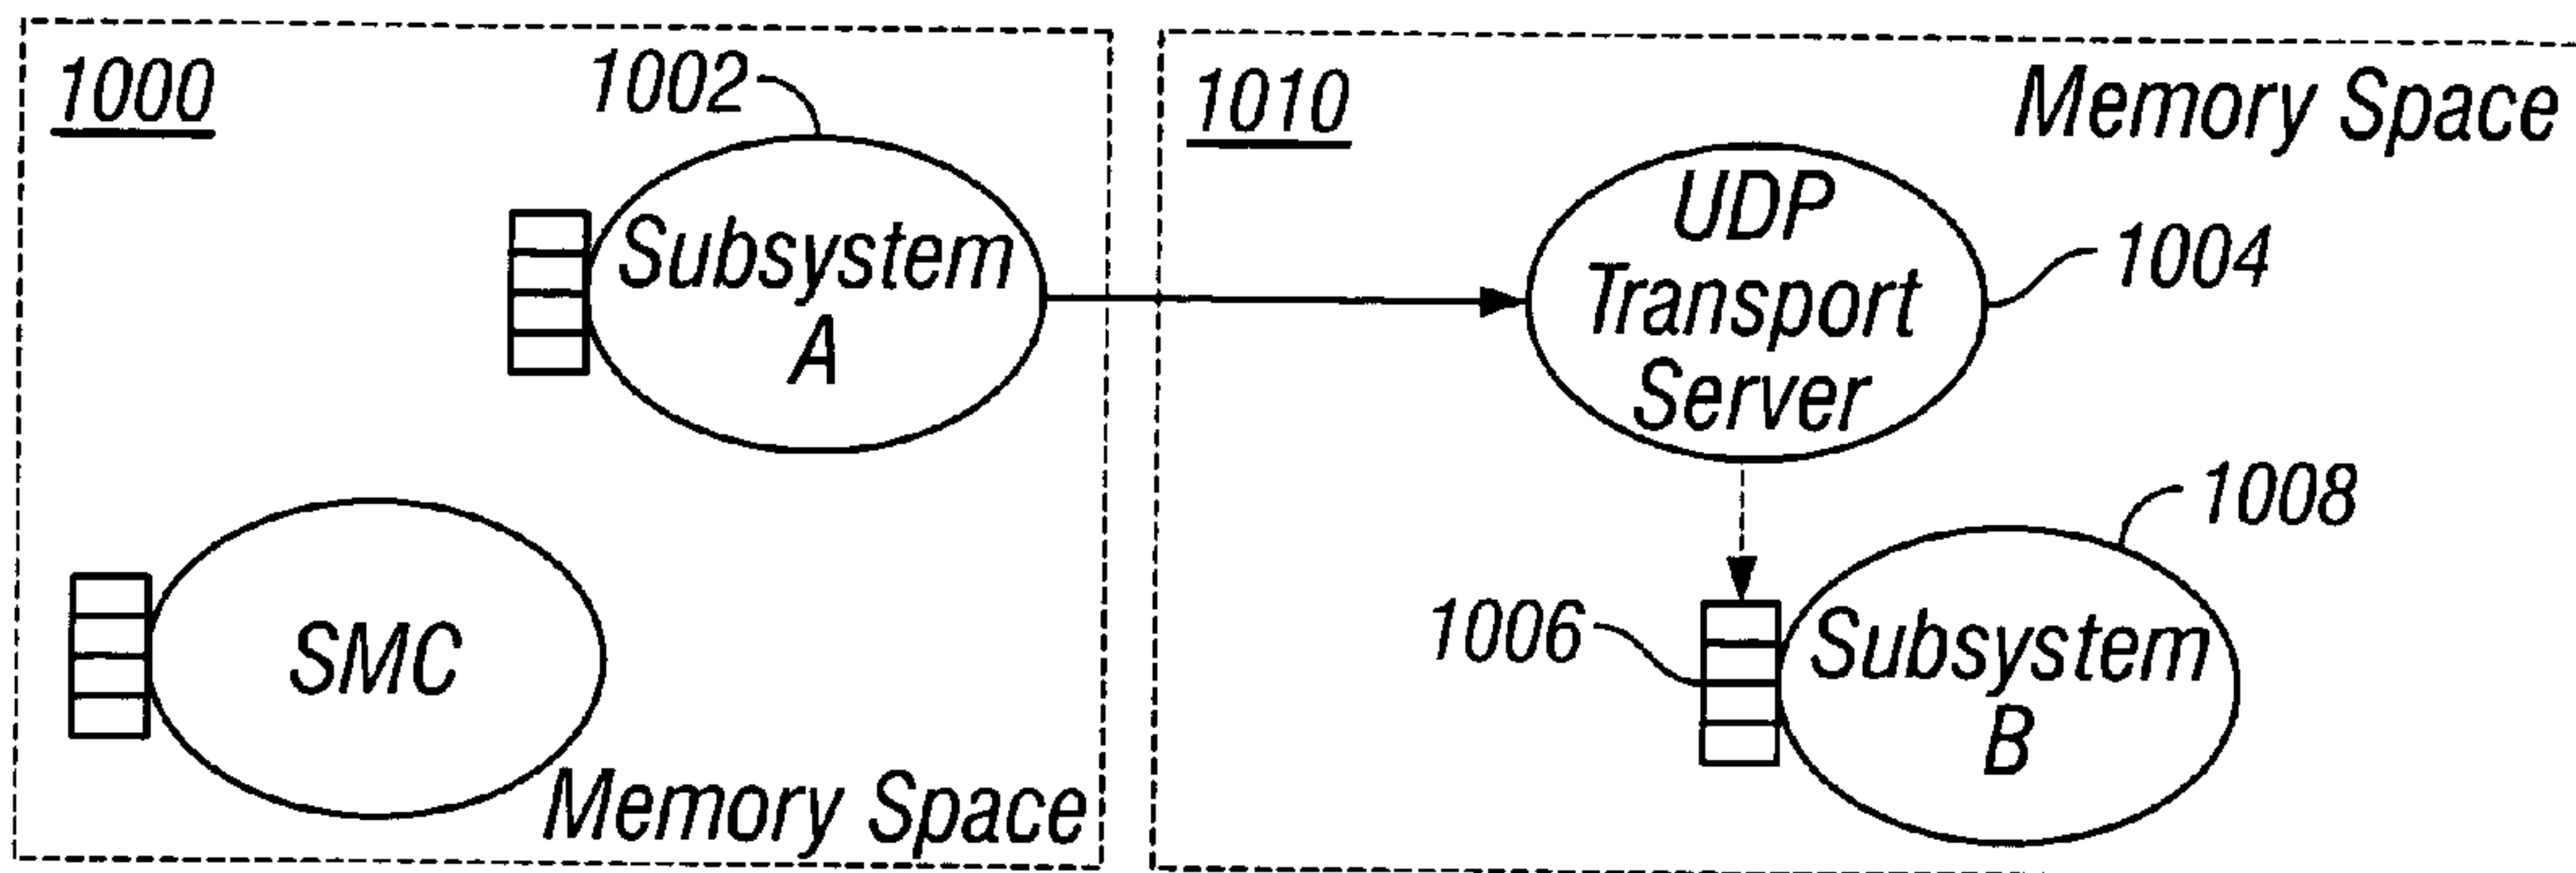 1000
1002
Subsystem
A
SMC
Memory Space
1010
Memory Space
UDP
Transport
Server
1004
1008
1006
Subsystem
B